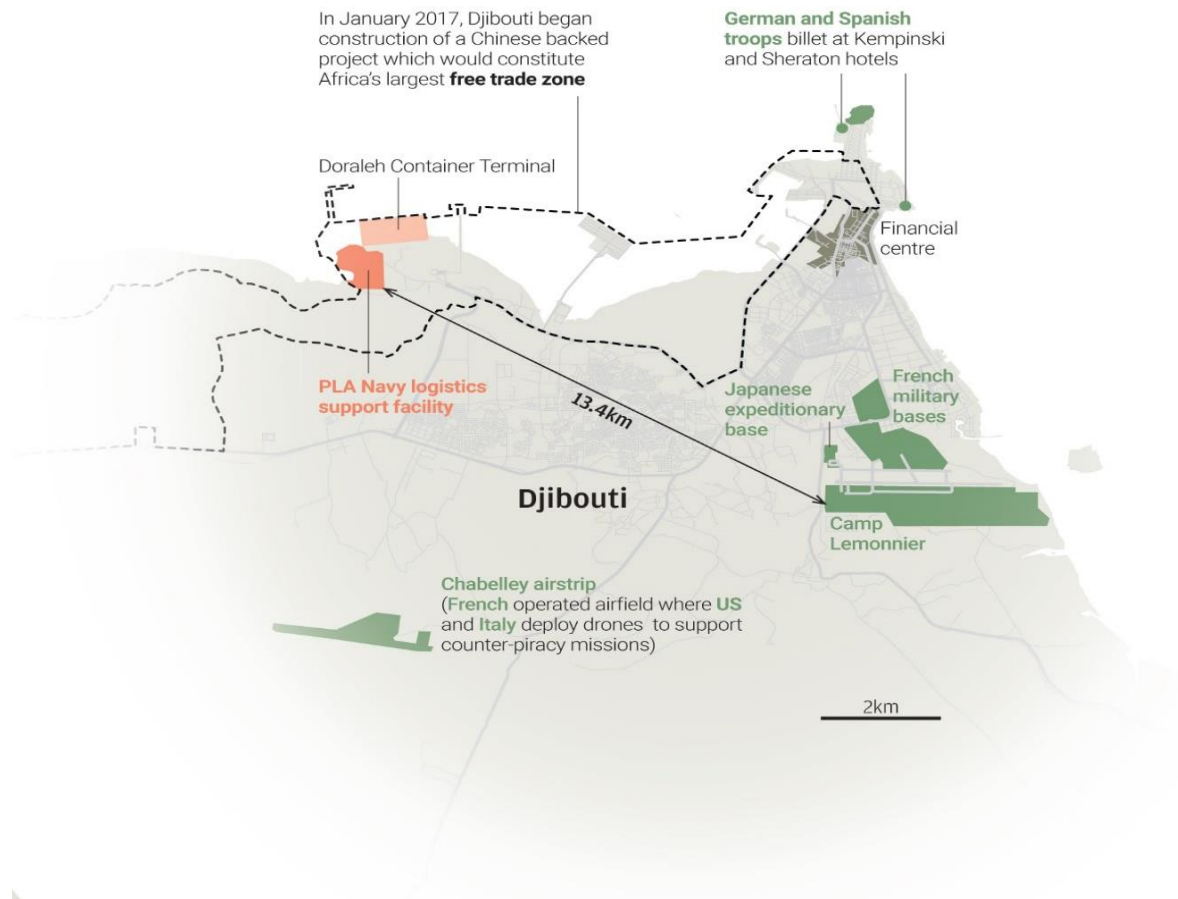 In January 2017, Djibouti began
construction of a Chinese backed
project which would constitute
Africa's largest free trade zone
German and Spanish
troops billet at Kempinski
and Sheraton hotels
Doraleh Container Terminal
Financial
centre
PLA Navy logistics
support facility
13.4km
Japanese
expeditionary
base
French
military
bases
Djibouti
Camp
Lemonnier
Chabelley airstrip
(French operated airfield where US
and Italy deploy drones to support
counter-piracy missions)
2km